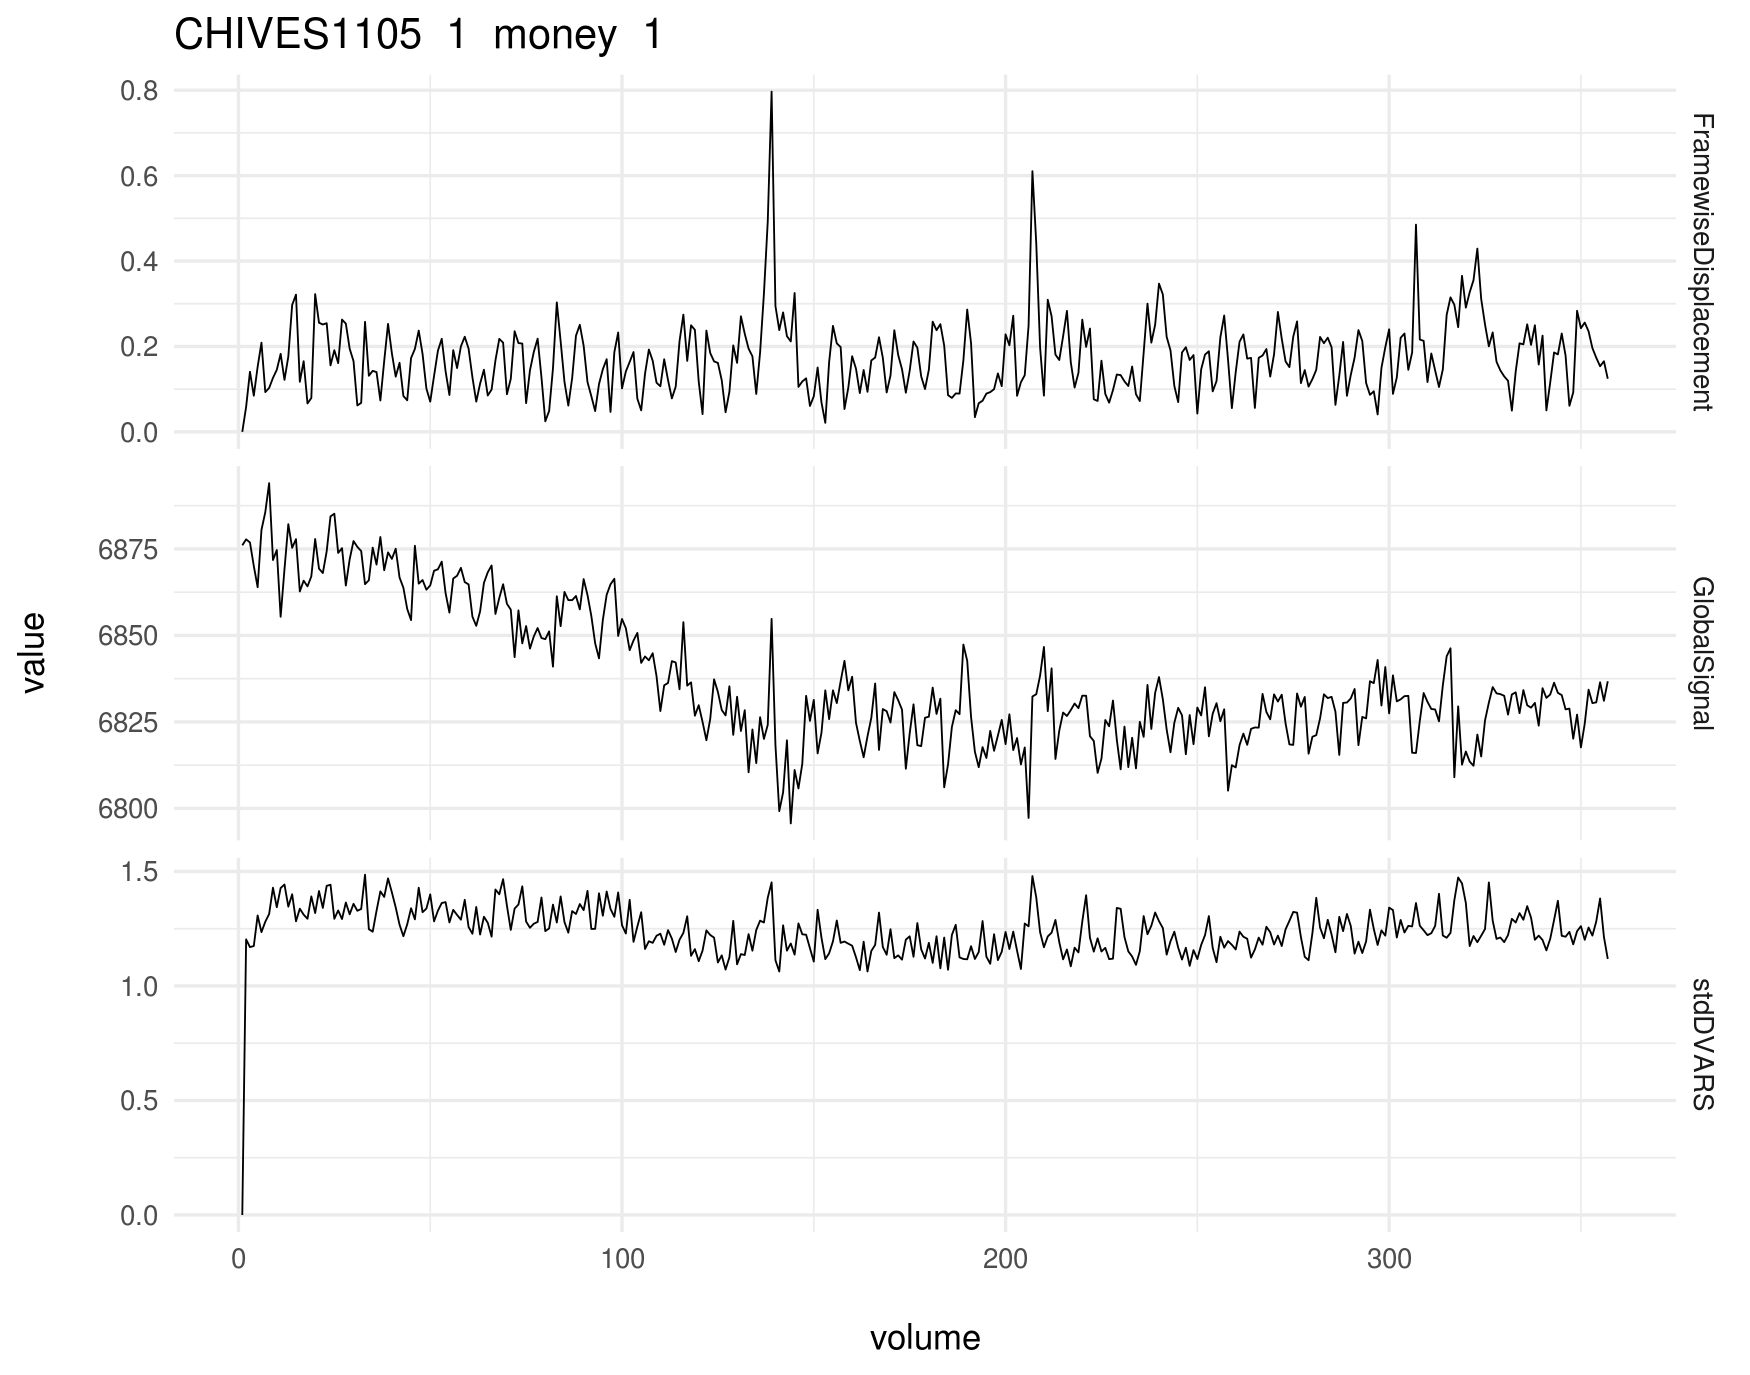 CHIVES1105  1  money  1
0.8
0.6
0.4
0.2
0.0
FramewiseDisplacement
6875
6850
6825
6800
GlobalSignal
value
1.5
1.0
0.5
0.0
stdDVARS
0 100 200 300
volume